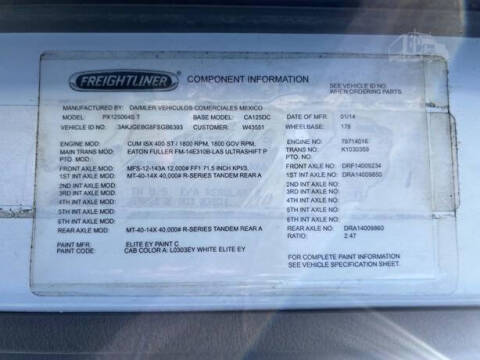 FREIGHTLINER
COMPONENT INFORMATION
SEE VEHICLE ID NO.
WHEN ORDERING PARTS.
MANUFACTURED BY: DAIMLER VEHICULOS COMERCIALES MEXICO
MODEL: PX125064S T BASE MODEL: CA125DC DATE OF MFR: 01/14
VEHICLE ID NO: CUSTOMER: W43551 WHEELBASE: 178
ENGINE MOD: CUM ISX 400 ST / 1800 RPM, 1800 GOV RPM, ENGINE NO: 79714016
MAIN TRANS MOD: EATON FULLER FM-14E310B-LAS ULTRASHIFT P TRANS NO: K1030359
PTO. MOD: PTO. NO:
FRONT AXLE MOD: MFS-12-143A 12,000# FF1 71.5 INCH KPI/3. FRONT AXLE NO: DRF14009234
1ST INT AXLE MOD: MT-40-14X 40,000# R-SERIES TANDEM REAR A 1ST INT AXLE NO: DRA14009850
2ND INT AXLE MOD: 2ND INT AXLE NO:
3RD INT AXLE MOD: 3RD INT AXLE NO:
4TH INT AXLE MOD: 4TH INT AXLE NO:
5TH INT AXLE MOD: 5TH INT AXLE NO:
6TH INT AXLE MOD: 6TH INT AXLE NO:
REAR AXLE MOD: MT-40-14X 40,000# R-SERIES TANDEM REAR A REAR AXLE NO: DRA14009860
RATIO: 2.47
PAINT MFR: ELITE EY PAINT C
PAINT CODE: CAB COLOR A: L0303EY WHITE ELITE EY
FOR COMPLETE PAINT INFORMATION
SEE VEHICLE SPECIFICATION SHEET.